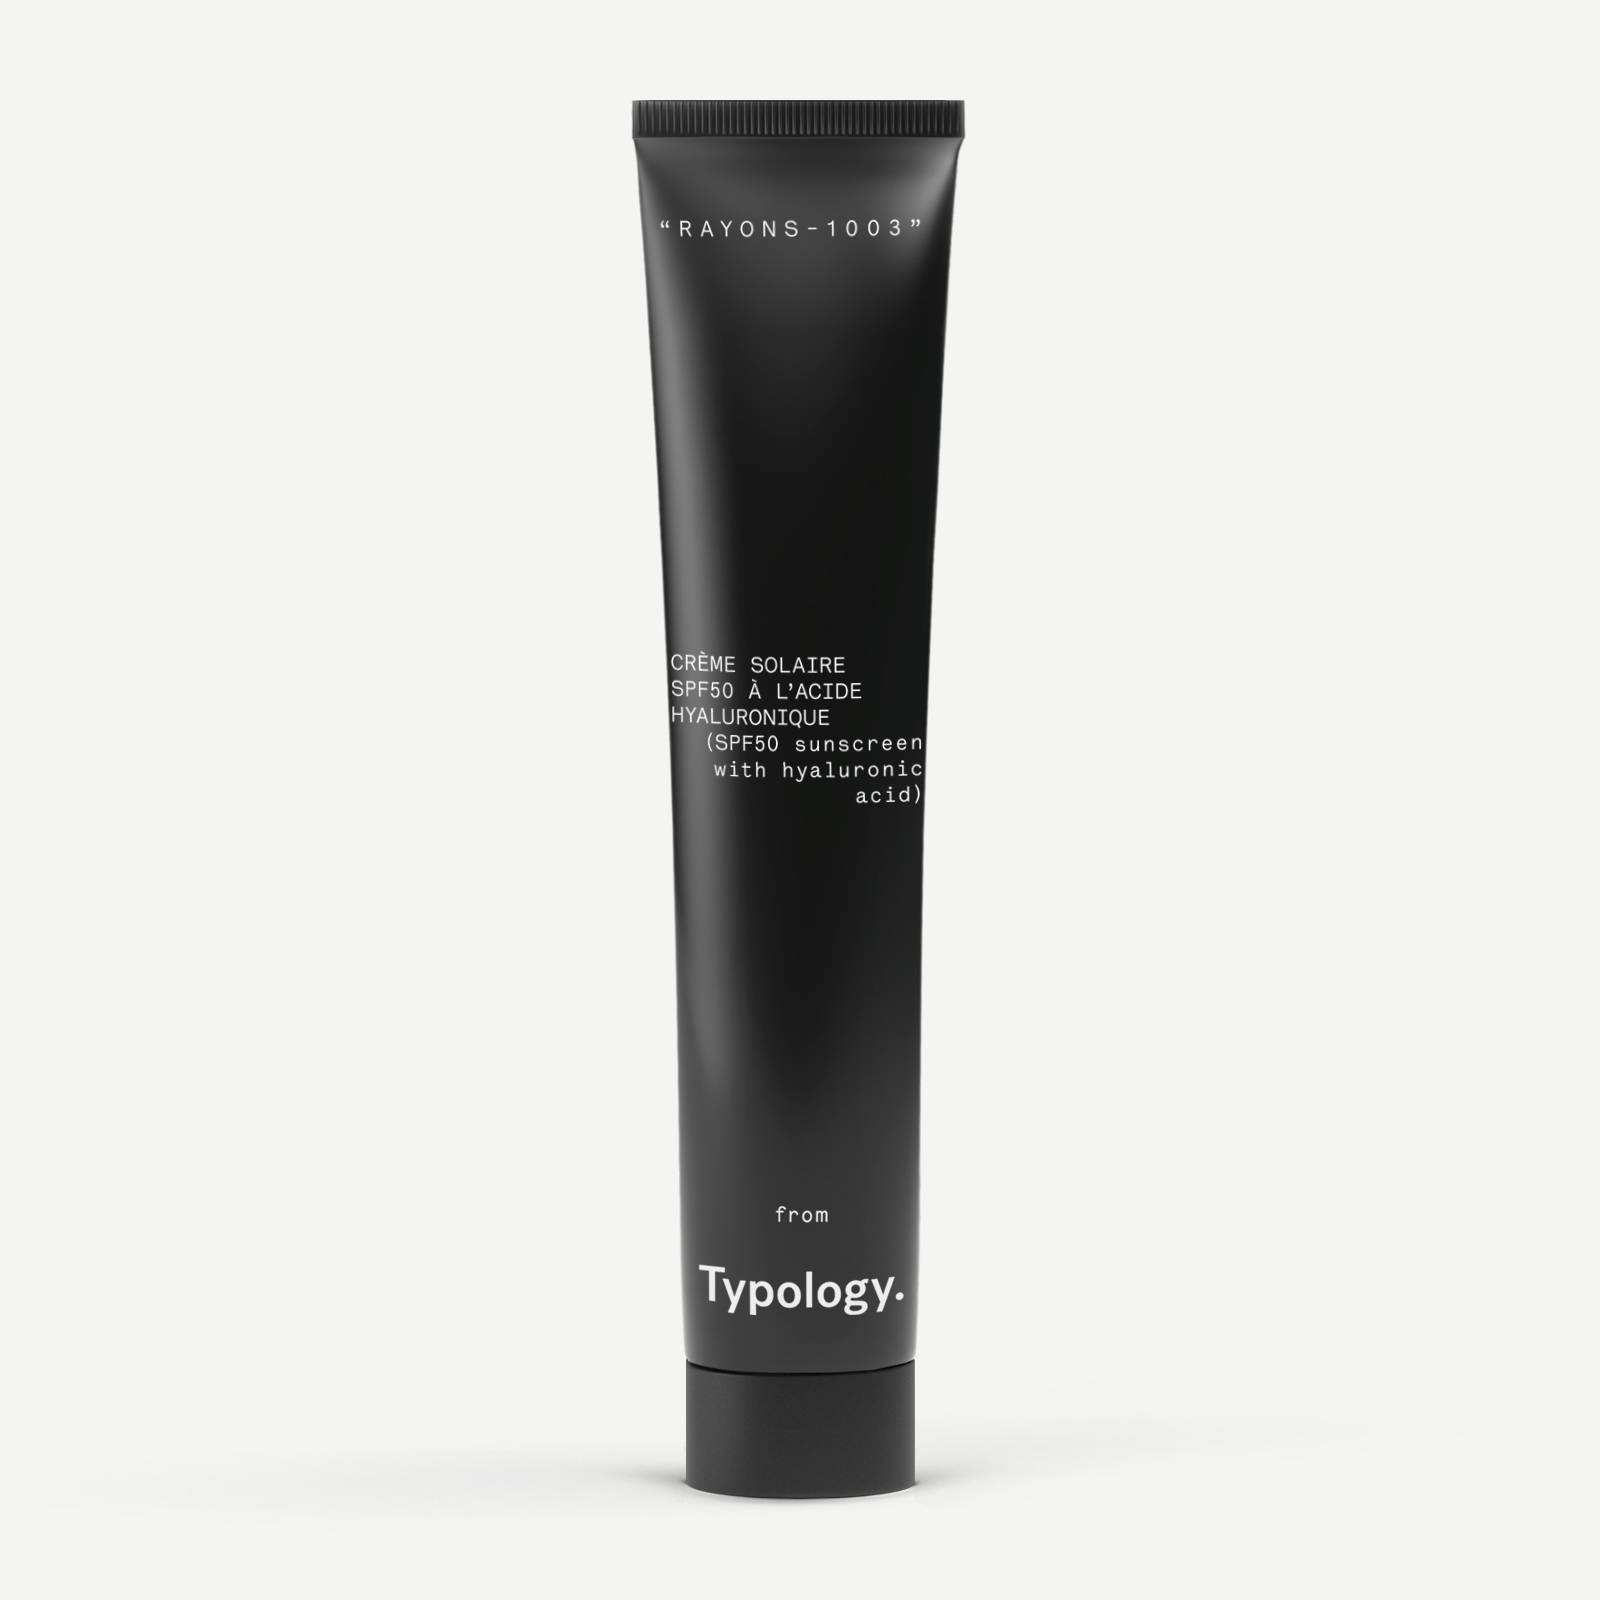 “RAYONS-1003”
CRÈME SOLAIRE
SPF50 À L’ACIDE
HYALURONIQUE
(SPF50 sunscreen
with hyaluronic
acid)
from
Typology.